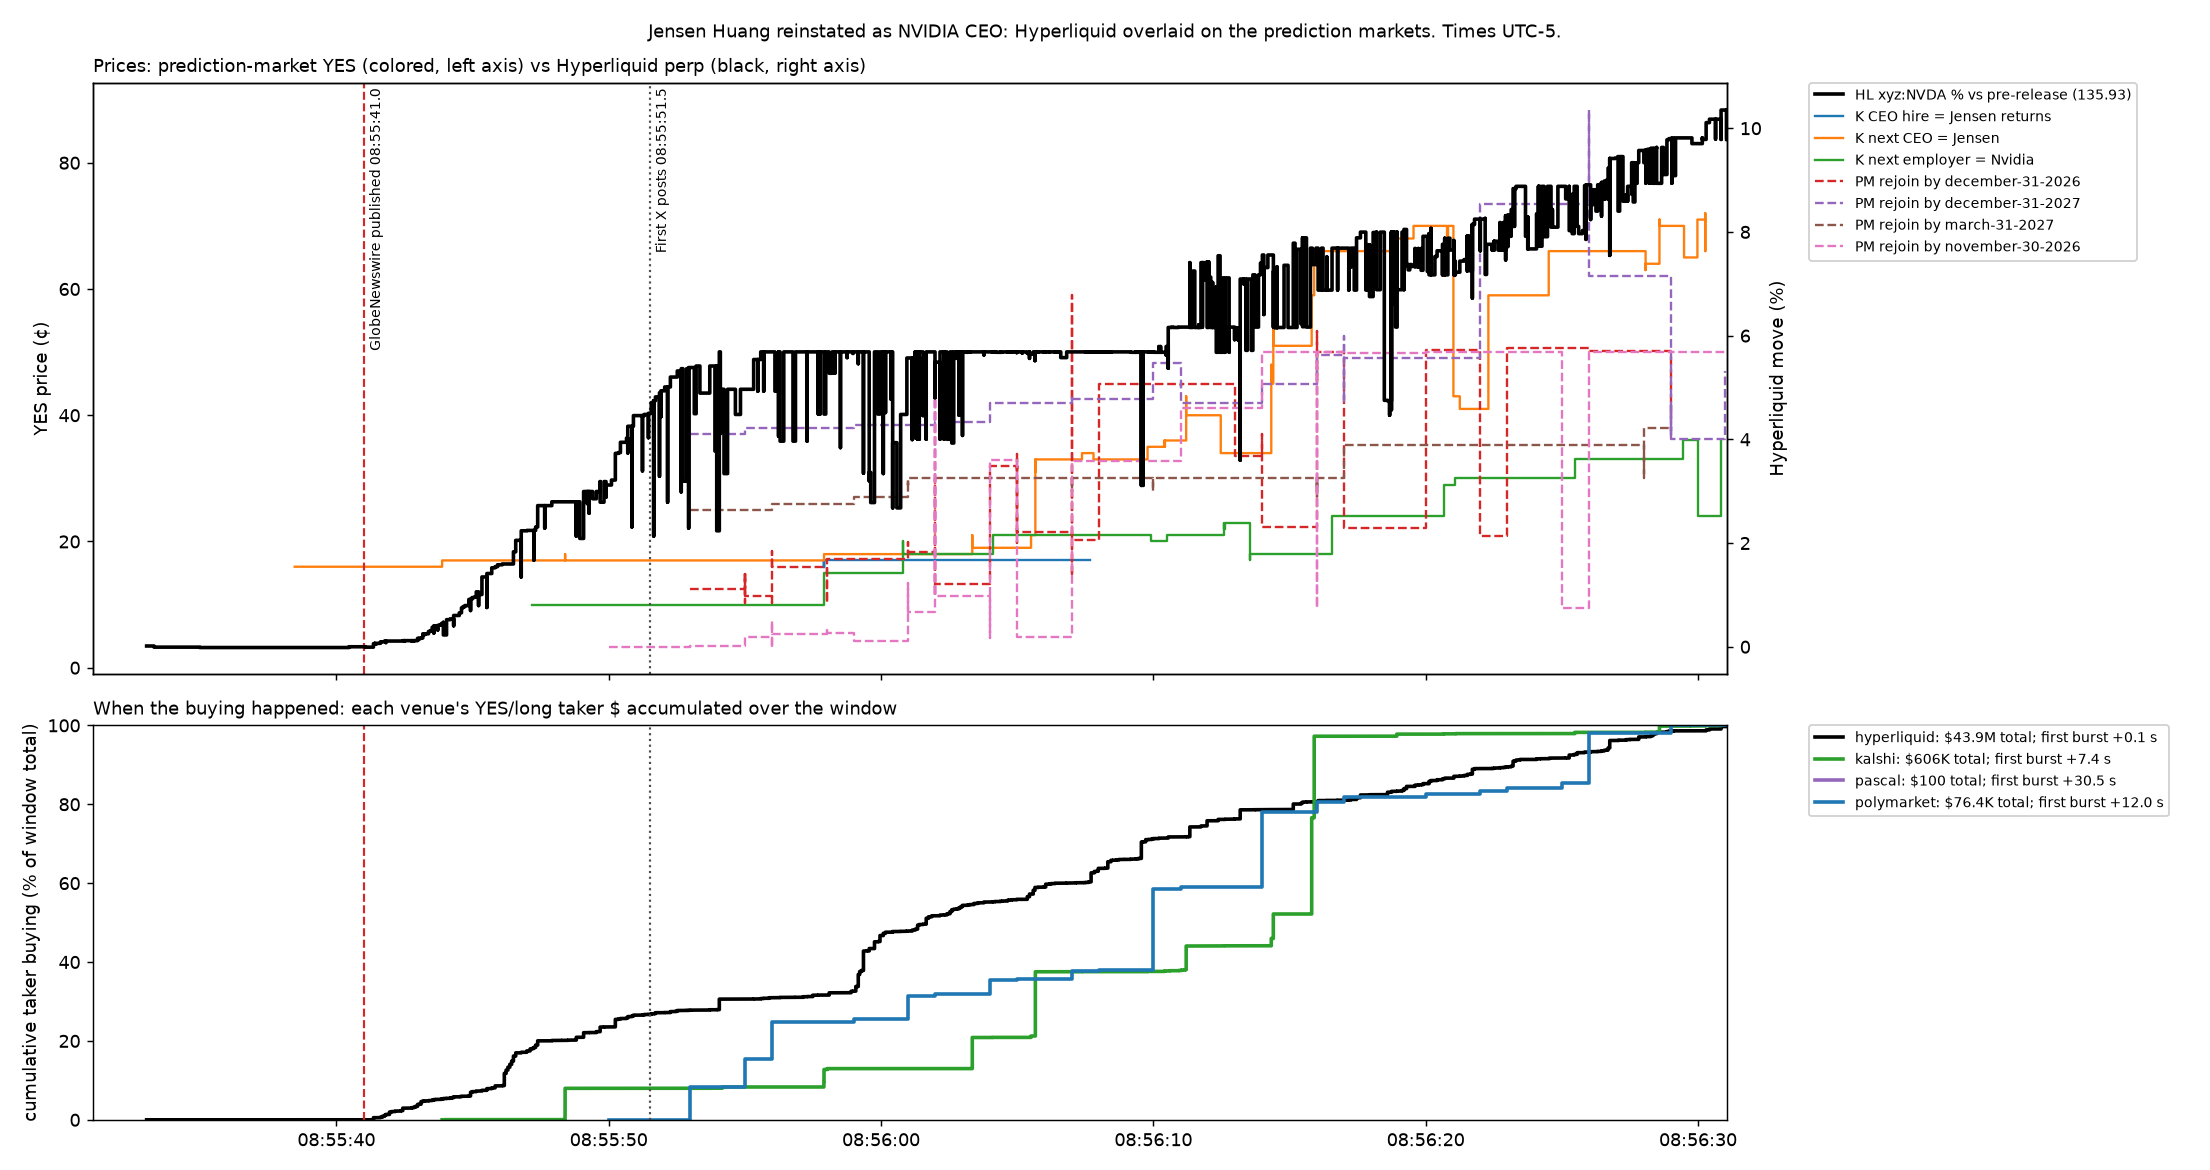 Jensen Huang reinstated as NVIDIA CEO: Hyperliquid overlaid on the prediction markets. Times UTC-5.
Prices: prediction-market YES (colored, left axis) vs Hyperliquid perp (black, right axis)
YES price (¢)
80
60
40
20
0
GlobeNewswire published 08:55:41.0
First X posts 08:55:51.5
10
8
6
4
2
0
Hyperliquid move (%)
HL xyz:NVDA % vs pre-release (135.93)
K CEO hire = Jensen returns
K next CEO = Jensen
K next employer = Nvidia
PM rejoin by december-31-2026
PM rejoin by december-31-2027
PM rejoin by march-31-2027
PM rejoin by november-30-2026
When the buying happened: each venue's YES/long taker $ accumulated over the window
cumulative taker buying (% of window total)
100
80
60
40
20
0
08:55:40
08:55:50
08:56:00
08:56:10
08:56:20
08:56:30
hyperliquid: $43.9M total; first burst +0.1 s
kalshi: $606K total; first burst +7.4 s
pascal: $100 total; first burst +30.5 s
polymarket: $76.4K total; first burst +12.0 s